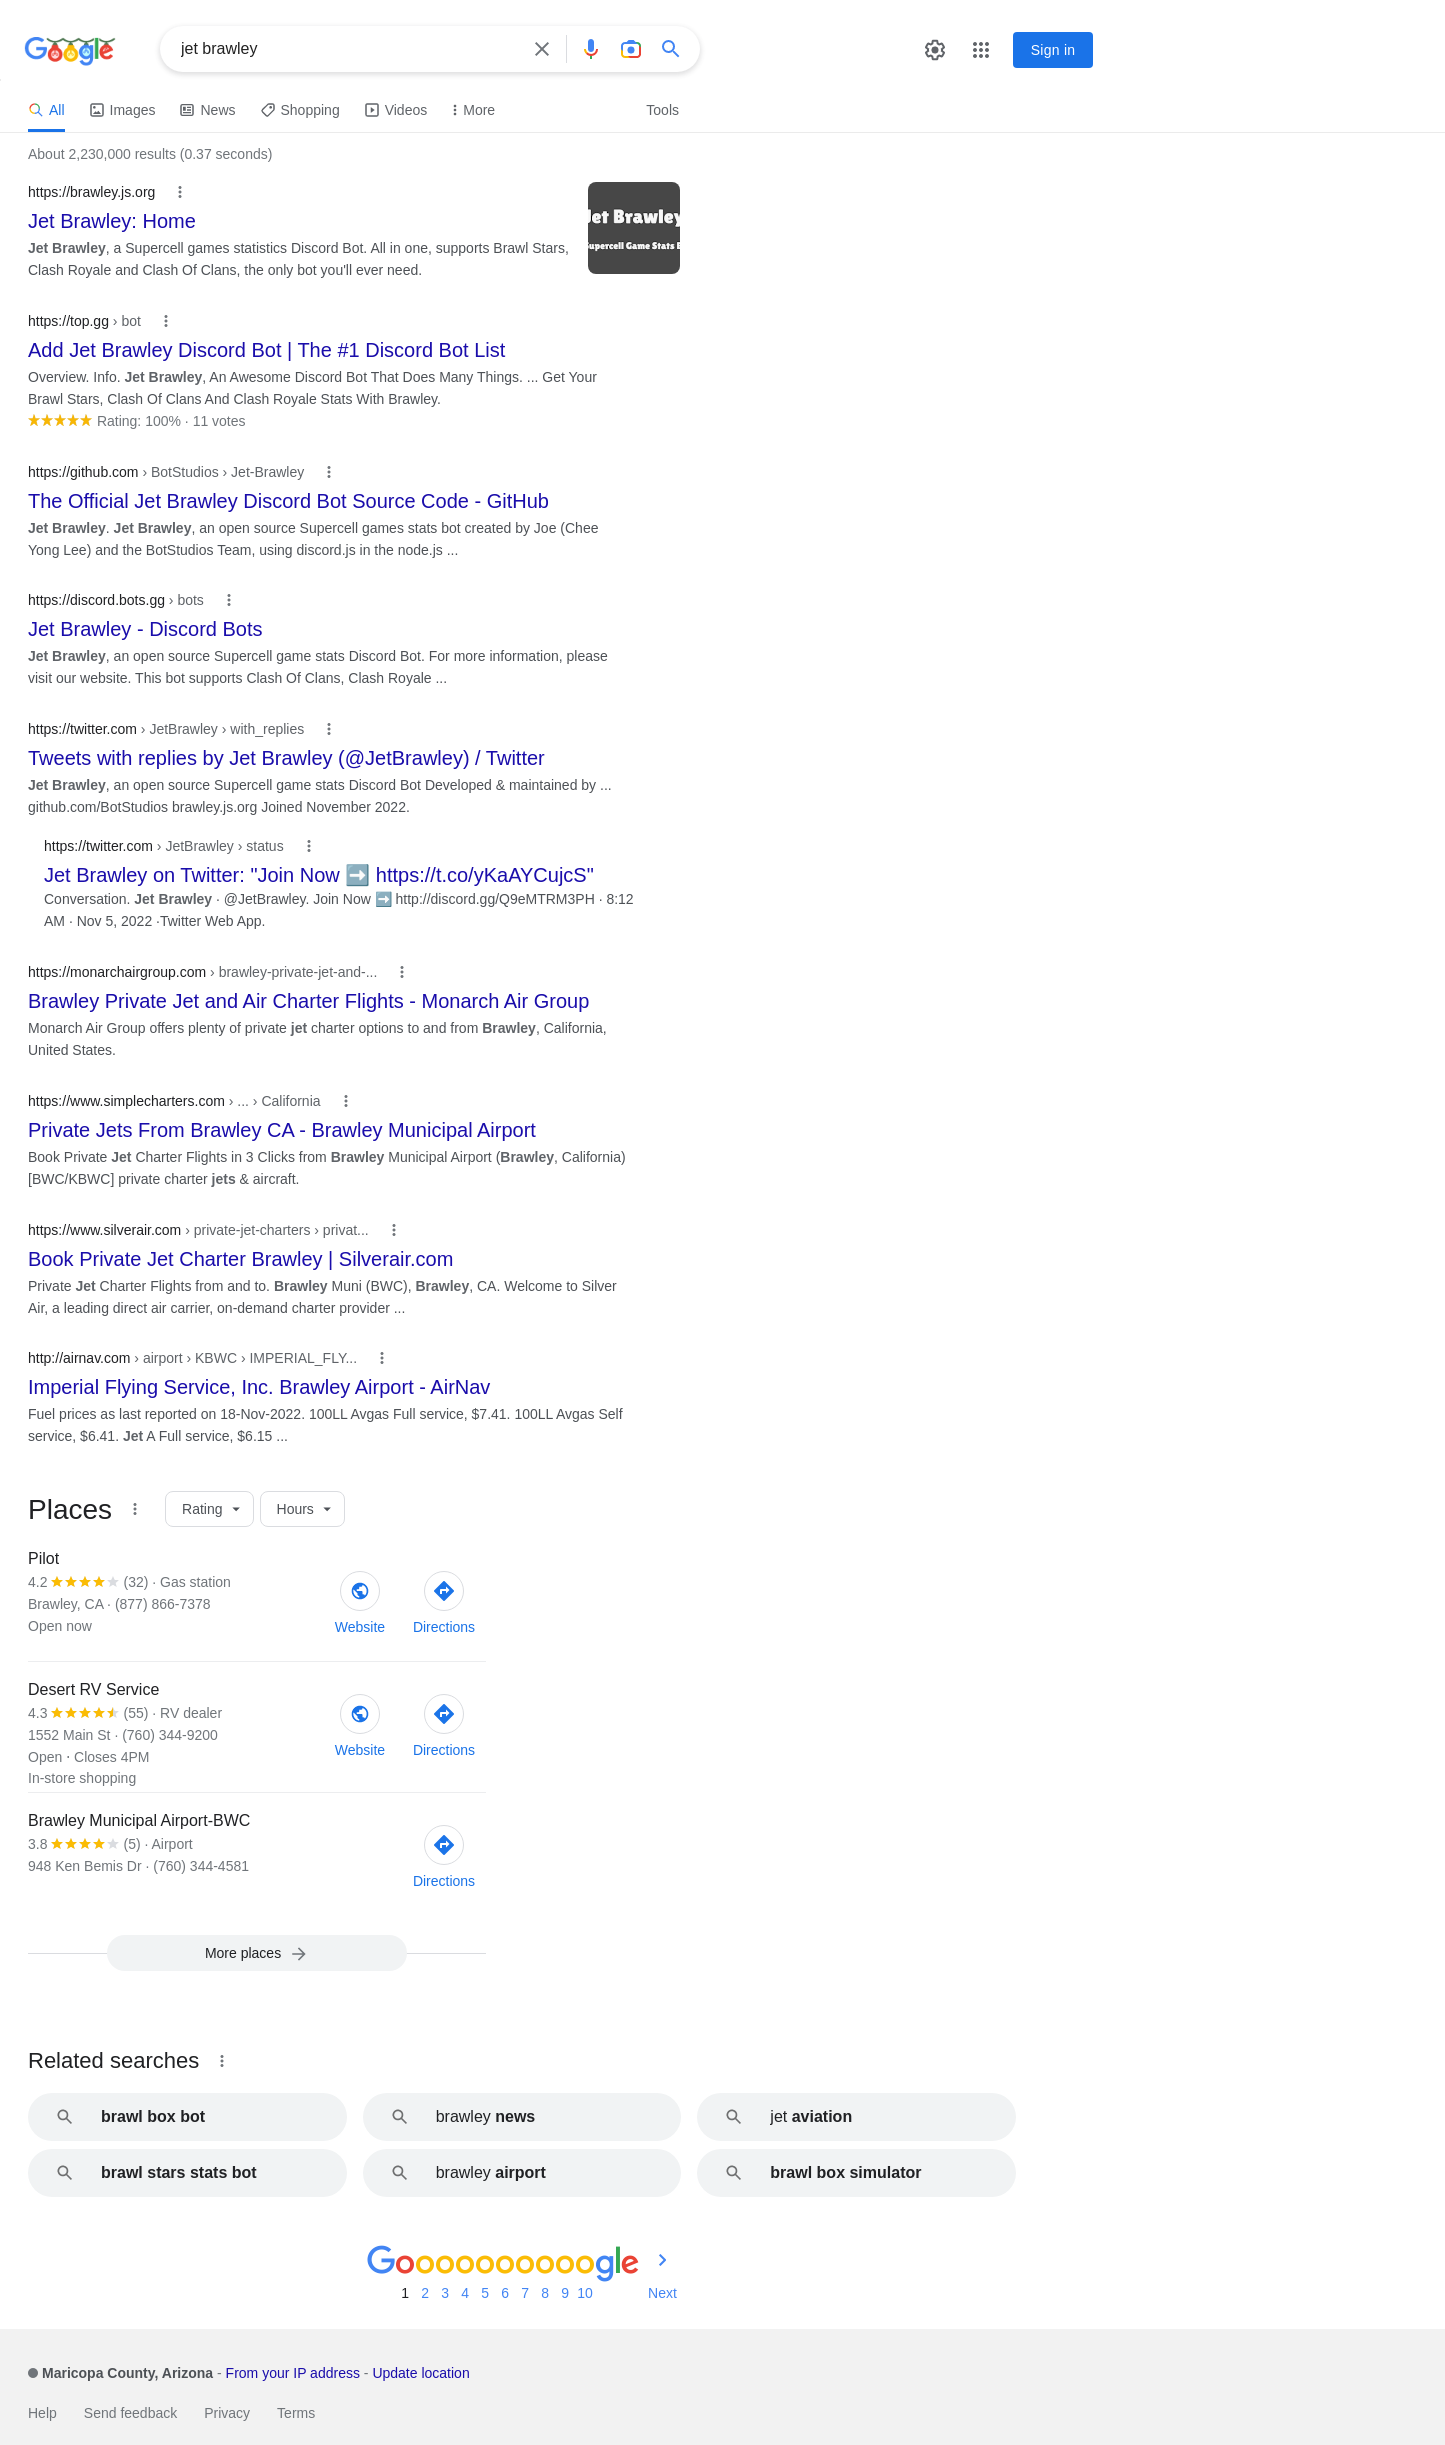 Google
jet brawley
Sign in
All
Images
News
Shopping
Videos
More
Tools
About 2,230,000 results (0.37 seconds)
https://brawley.js.org
Jet Brawley: Home
Jet Brawley, a Supercell games statistics Discord Bot. All in one, supports Brawl Stars,
Clash Royale and Clash Of Clans, the only bot you'll ever need.
Jet Brawley
Supercell Game Stats B
https://top.gg › bot
Add Jet Brawley Discord Bot | The #1 Discord Bot List
Overview. Info. Jet Brawley, An Awesome Discord Bot That Does Many Things. ... Get Your
Brawl Stars, Clash Of Clans And Clash Royale Stats With Brawley.
Rating: 100% · 11 votes
https://github.com › BotStudios › Jet-Brawley
The Official Jet Brawley Discord Bot Source Code - GitHub
Jet Brawley. Jet Brawley, an open source Supercell games stats bot created by Joe (Chee
Yong Lee) and the BotStudios Team, using discord.js in the node.js ...
https://discord.bots.gg › bots
Jet Brawley - Discord Bots
Jet Brawley, an open source Supercell game stats Discord Bot. For more information, please
visit our website. This bot supports Clash Of Clans, Clash Royale ...
https://twitter.com › JetBrawley › with_replies
Tweets with replies by Jet Brawley (@JetBrawley) / Twitter
Jet Brawley, an open source Supercell game stats Discord Bot Developed & maintained by ...
github.com/BotStudios brawley.js.org Joined November 2022.
https://twitter.com › JetBrawley › status
Jet Brawley on Twitter: "Join Now ➡️ https://t.co/yKaAYCujcS"
Conversation. Jet Brawley · @JetBrawley. Join Now ➡️ http://discord.gg/Q9eMTRM3PH · 8:12
AM · Nov 5, 2022 ·Twitter Web App.
https://monarchairgroup.com › brawley-private-jet-and-...
Brawley Private Jet and Air Charter Flights - Monarch Air Group
Monarch Air Group offers plenty of private jet charter options to and from Brawley, California,
United States.
https://www.simplecharters.com › ... › California
Private Jets From Brawley CA - Brawley Municipal Airport
Book Private Jet Charter Flights in 3 Clicks from Brawley Municipal Airport (Brawley, California)
[BWC/KBWC] private charter jets & aircraft.
https://www.silverair.com › private-jet-charters › privat...
Book Private Jet Charter Brawley | Silverair.com
Private Jet Charter Flights from and to. Brawley Muni (BWC), Brawley, CA. Welcome to Silver
Air, a leading direct air carrier, on-demand charter provider ...
http://airnav.com › airport › KBWC › IMPERIAL_FLY...
Imperial Flying Service, Inc. Brawley Airport - AirNav
Fuel prices as last reported on 18-Nov-2022. 100LL Avgas Full service, $7.41. 100LL Avgas Self
service, $6.41. Jet A Full service, $6.15 ...
Places
Rating
Hours
Pilot
4.2 (32) · Gas station
Brawley, CA · (877) 866-7378
Open now
Website
Directions
Desert RV Service
4.3 (55) · RV dealer
1552 Main St · (760) 344-9200
Open ⋅ Closes 4PM
In-store shopping
Website
Directions
Brawley Municipal Airport-BWC
3.8 (5) · Airport
948 Ken Bemis Dr · (760) 344-4581
Directions
More places
Related searches
brawl box bot
brawley news
jet aviation
brawl stars stats bot
brawley airport
brawl box simulator
Goooooooooogle
1 2 3 4 5 6 7 8 9 10 Next
Maricopa County, Arizona - From your IP address - Update location
Help Send feedback Privacy Terms